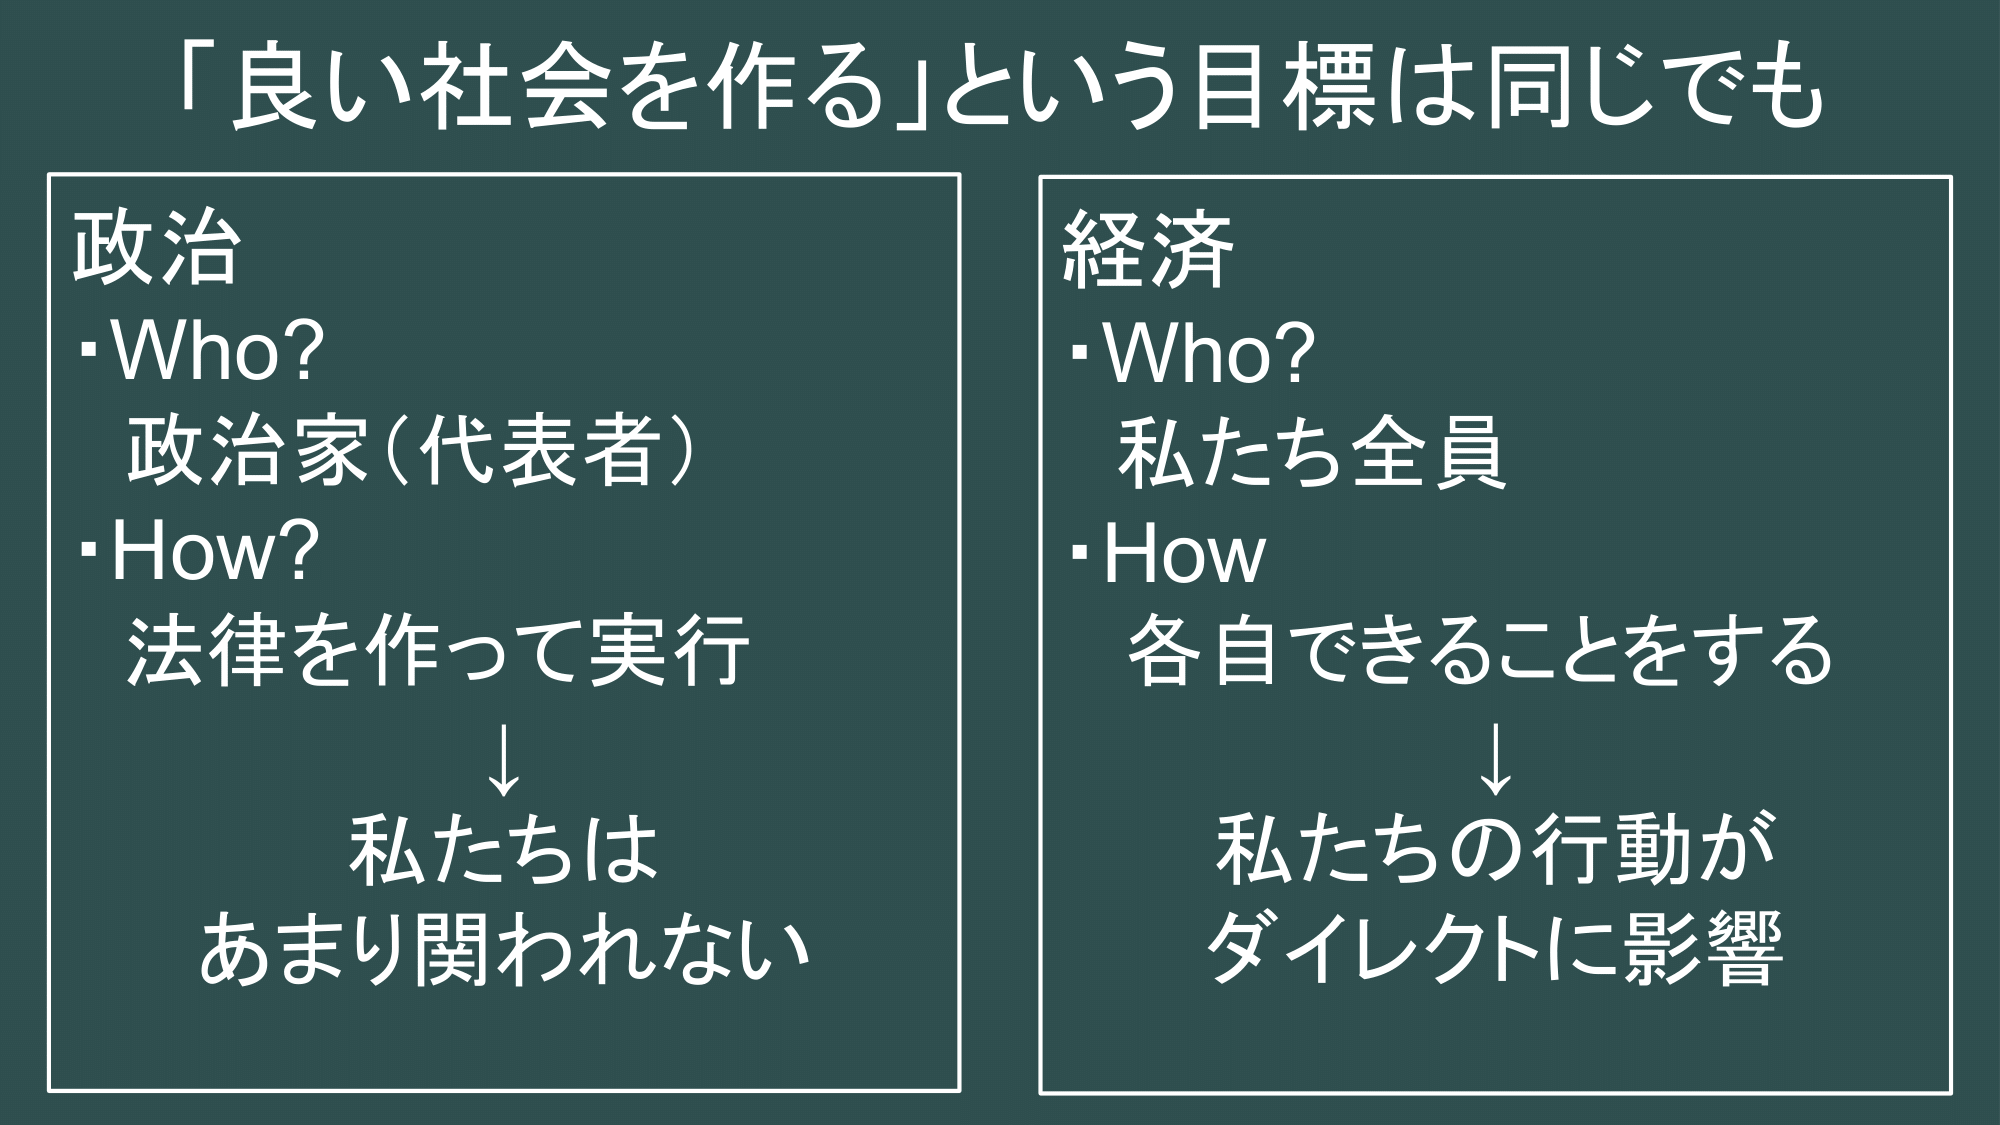 「良い社会を作る」という目標は同じでも
政治
・Who?
政治家（代表者）
・How?
法律を作って実行
↓
私たちは
あまり関われない
経済
・Who?
私たち全員
・How
各自できることをする
↓
私たちの行動が
ダイレクトに影響